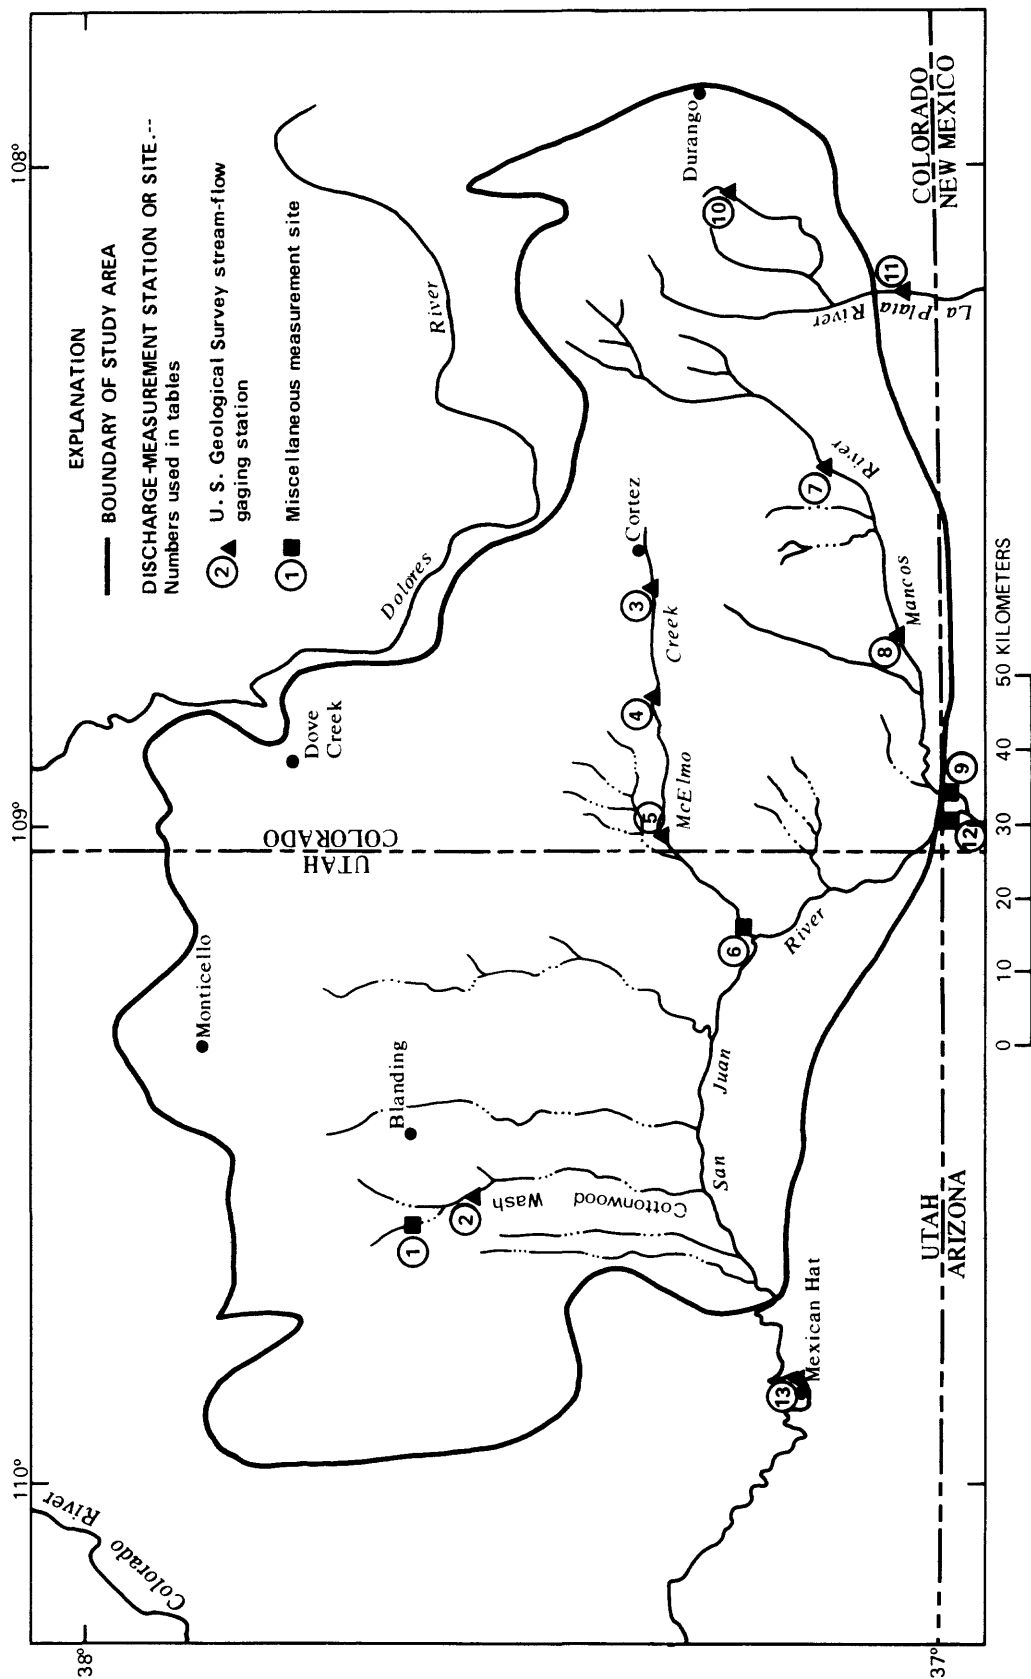 EXPLANATION
BOUNDARY OF STUDY AREA
DISCHARGE-MEASUREMENT STATION OR SITE.--
Numbers used in tables
2 U. S. Geological Survey stream-flow
gaging station
1 Miscellaneous measurement site
110°
109°
108°
38°
37°
Colorado River
Dolores
River
Monticello
Dove
Creek
UTAH
COLORADO
Blanding
Cortez
Durango
1
2
Cottonwood Wash
3
4
5
McElmo
Creek
6
San
Juan
River
7
8
Mancos
River
9
10
11
La Plata River
12
13
Mexican Hat
UTAH
ARIZONA
COLORADO
NEW MEXICO
0
10
20
30
40
50 KILOMETERS